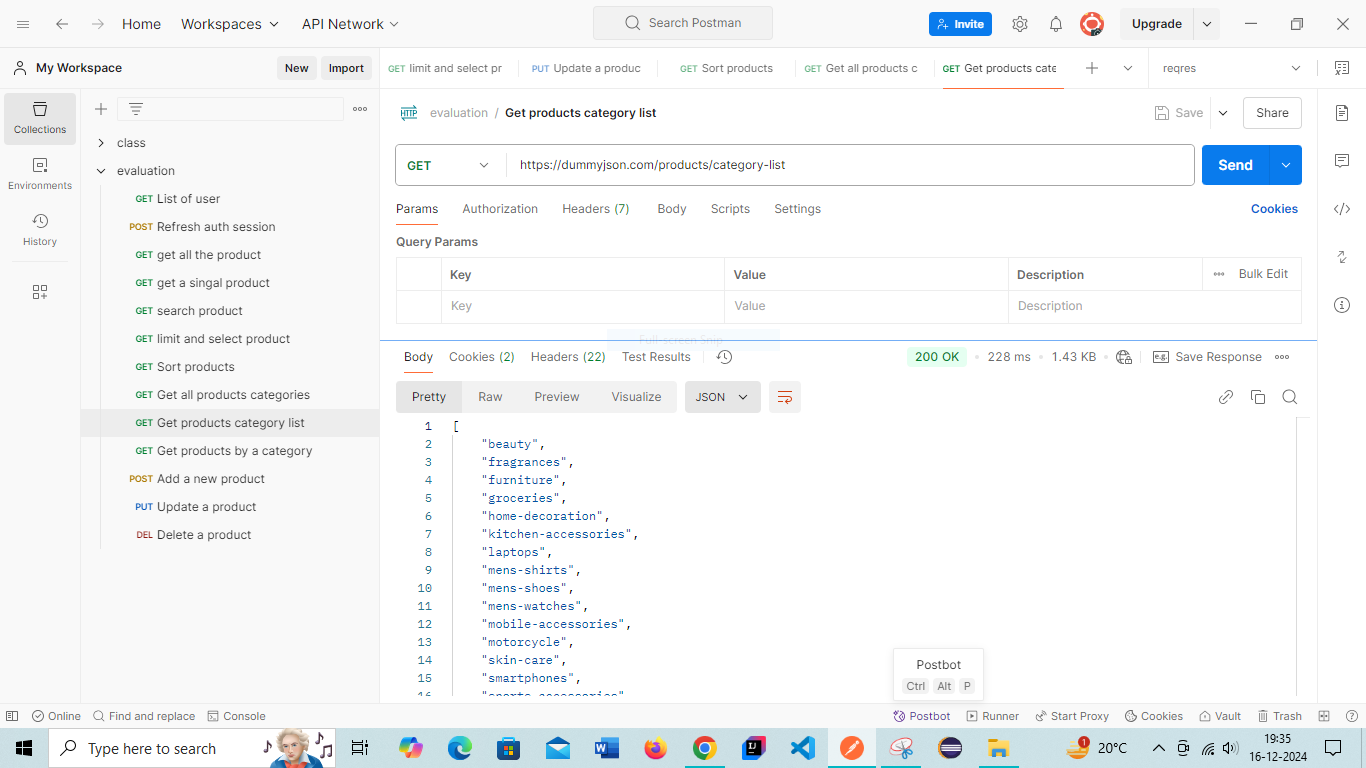 Home Workspaces API Network Search Postman Invite Upgrade
My Workspace New Import GET limit and select pr PUT Update a produc GET Sort products GET Get all products c GET Get products cate reqres
Collections
Environments
History
class
evaluation
GET List of user
POST Refresh auth session
GET get all the product
GET get a singal product
GET search product
GET limit and select product
GET Sort products
GET Get all products categories
GET Get products category list
GET Get products by a category
POST Add a new product
PUT Update a product
DEL Delete a product
HTTP evaluation / Get products category list Save Share
GET https://dummyjson.com/products/category-list Send
Params Authorization Headers (7) Body Scripts Settings Cookies
Query Params
Key Value Description Bulk Edit
Key Value Description
Full-screen Snip
Body Cookies (2) Headers (22) Test Results 200 OK 228 ms 1.43 KB e.g. Save Response
Pretty Raw Preview Visualize JSON
1 [
2 "beauty",
3 "fragrances",
4 "furniture",
5 "groceries",
6 "home-decoration",
7 "kitchen-accessories",
8 "laptops",
9 "mens-shirts",
10 "mens-shoes",
11 "mens-watches",
12 "mobile-accessories",
13 "motorcycle",
14 "skin-care",
15 "smartphones",
16 "sports-accessories"
Postbot
Ctrl Alt P
Online Find and replace Console Postbot Runner Start Proxy Cookies Vault Trash
Type here to search 1 20°C 19:35
16-12-2024